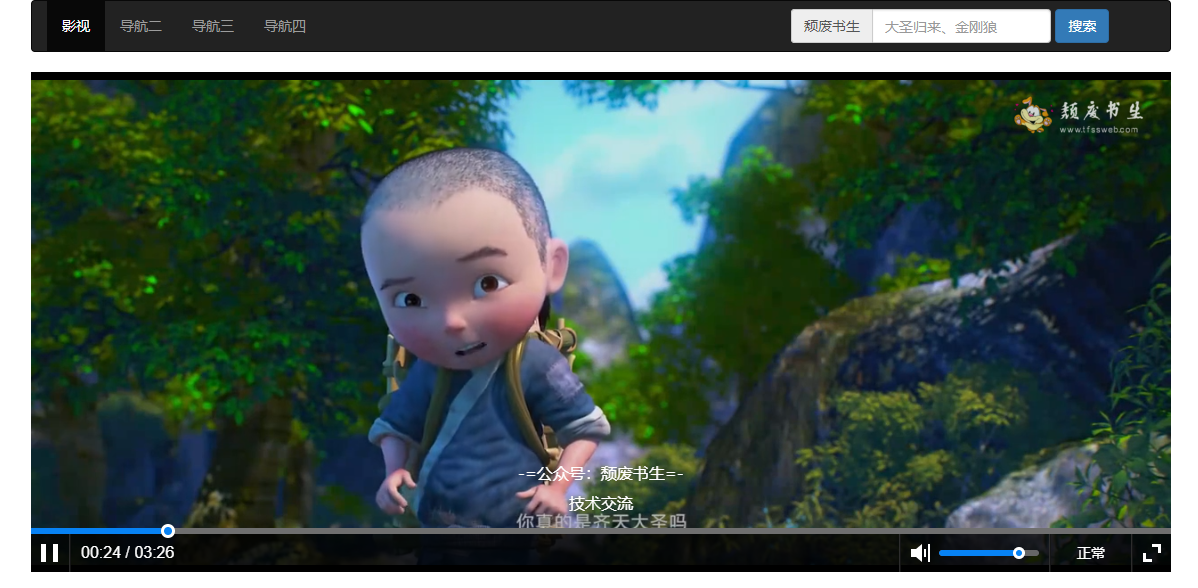 影视 导航二 导航三 导航四 颓废书生 大圣归来、金刚狼 搜索
颓废书生
www.tfssweb.com
-=公众号：颓废书生=-
技术交流
你真的是齐天大圣吗
00:24 / 03:26 正常